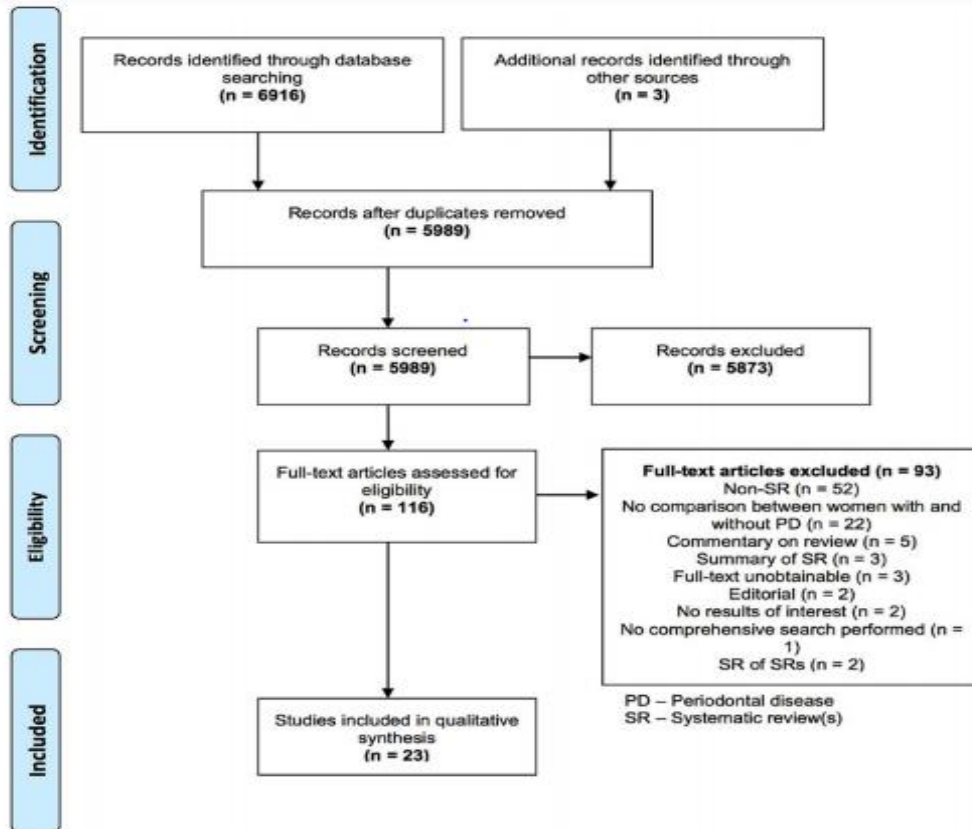 Identification
Records identified through database
searching
(n = 6916)
Additional records identified through
other sources
(n = 3)
Records after duplicates removed
(n = 5989)
Screening
Records screened
(n = 5989)
Records excluded
(n = 5873)
Eligibility
Full-text articles assessed for
eligibility
(n = 116)
Full-text articles excluded (n = 93)
Non-SR (n = 52)
No comparison between women with and
without PD (n = 22)
Commentary on review (n = 5)
Summary of SR (n = 3)
Full-text unobtainable (n = 3)
Editorial (n = 2)
No results of interest (n = 2)
No comprehensive search performed (n =
1)
SR of SRs (n = 2)
PD – Periodontal disease
SR – Systematic review(s)
Included
Studies included in qualitative
synthesis
(n = 23)